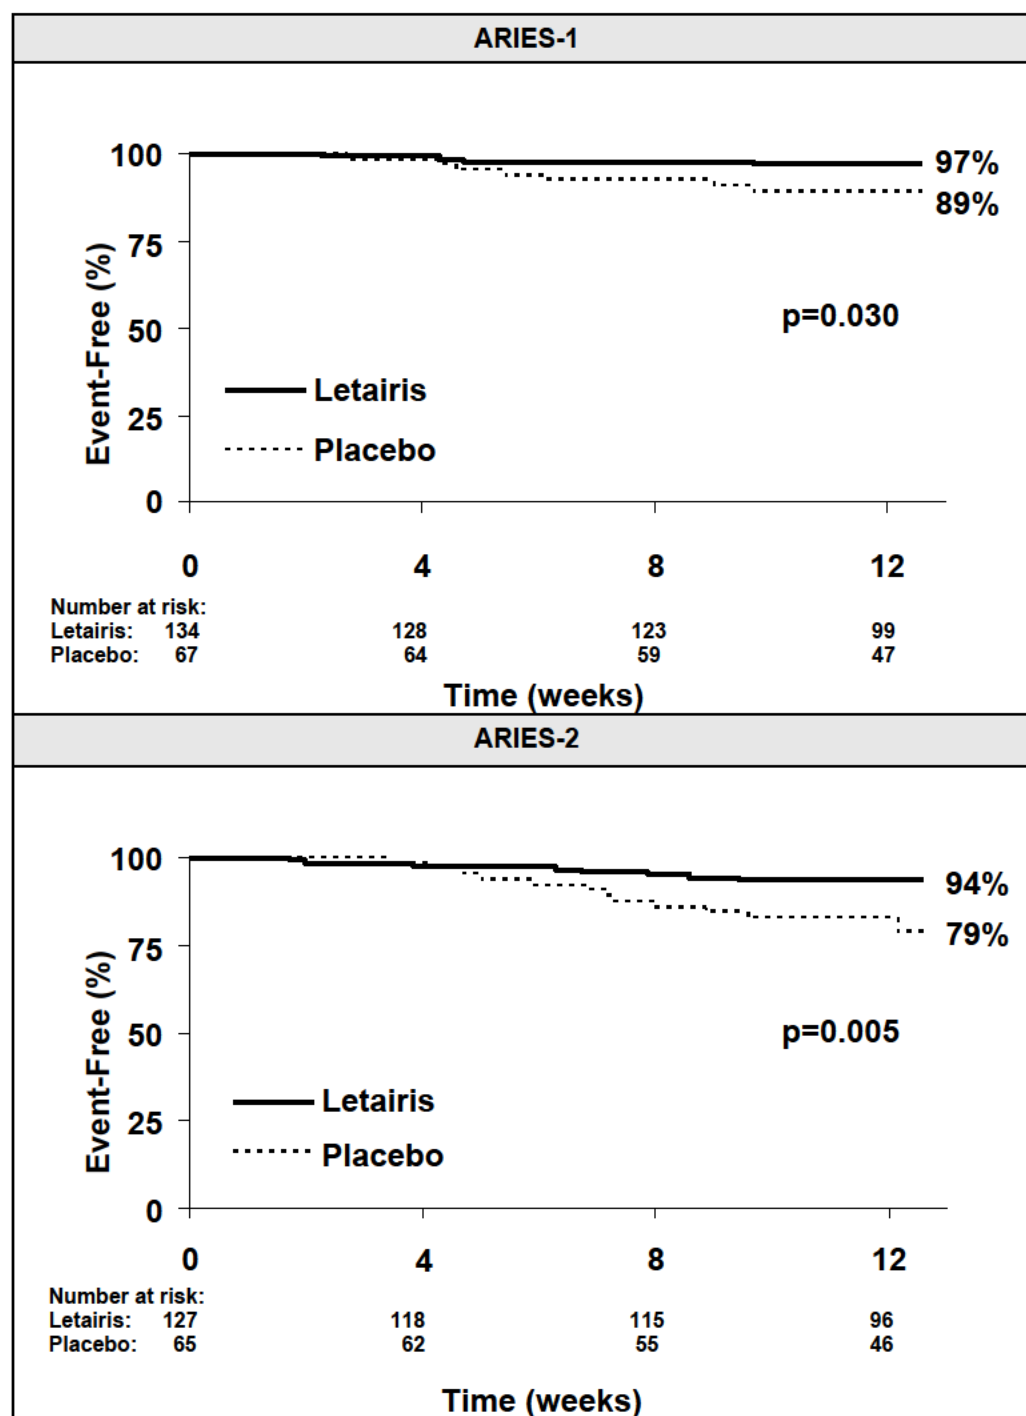 ARIES-1
100
97%
89%
75
Event-Free (%)
p=0.030
50
Letairis
25
Placebo
0
0 4 8 12
Number at risk:
Letairis: 134 128 123 99
Placebo: 67 64 59 47
Time (weeks)
ARIES-2
100
94%
79%
75
Event-Free (%)
p=0.005
50
Letairis
25
Placebo
0
0 4 8 12
Number at risk:
Letairis: 127 118 115 96
Placebo: 65 62 55 46
Time (weeks)